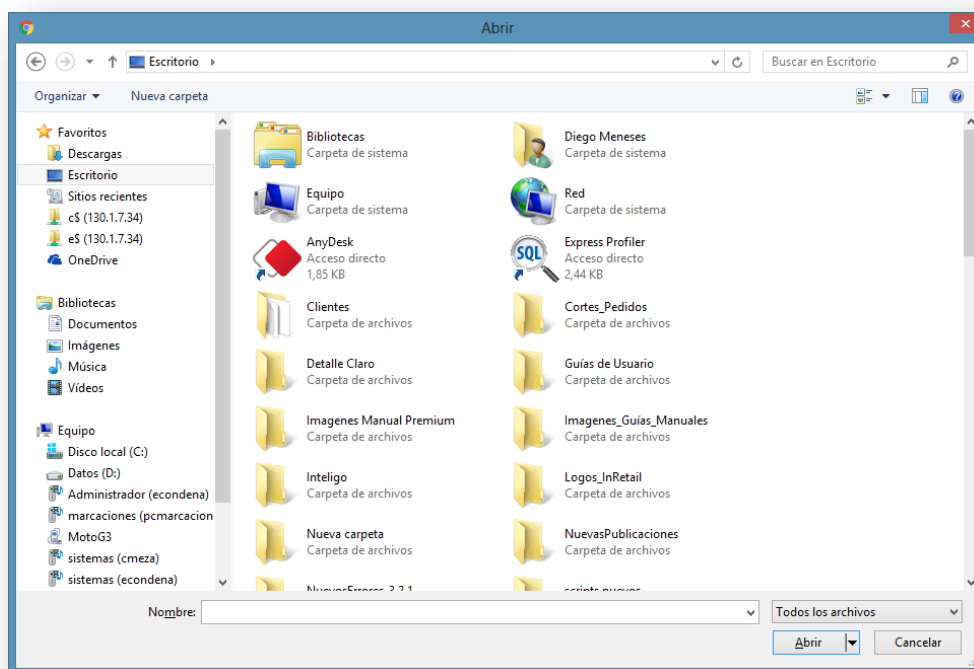 Abrir
Escritorio
Buscar en Escritorio
Organizar
Nueva carpeta
Favoritos
Descargas
Escritorio
Sitios recientes
c$ (130.1.7.34)
e$ (130.1.7.34)
OneDrive
Bibliotecas
Documentos
Imágenes
Música
Vídeos
Equipo
Disco local (C:)
Datos (D:)
Administrador (econdena)
marcaciones (pcmarcacion
MotoG3
sistemas (cmeza)
sistemas (econdena)
Bibliotecas
Carpeta de sistema
Diego Meneses
Carpeta de sistema
Equipo
Carpeta de sistema
Red
Carpeta de sistema
AnyDesk
Acceso directo
1,85 KB
SQL
Express Profiler
Acceso directo
2,44 KB
Clientes
Carpeta de archivos
Cortes_Pedidos
Carpeta de archivos
Detalle Claro
Carpeta de archivos
Guías de Usuario
Carpeta de archivos
Imagenes Manual Premium
Carpeta de archivos
Imagenes_Guías_Manuales
Carpeta de archivos
Inteligo
Carpeta de archivos
Logos_InRetail
Carpeta de archivos
Nueva carpeta
Carpeta de archivos
NuevasPublicaciones
Carpeta de archivos
NuevosErrores_3.2.1
scripts nuevos
Nombre:
Todos los archivos
Abrir
Cancelar